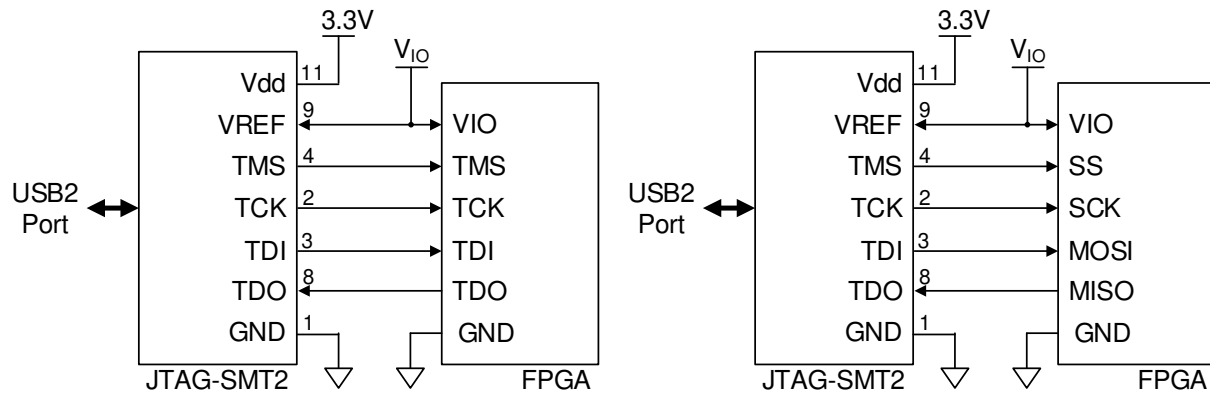 3.3V
V_IO
Vdd 11
VREF 9 VIO
TMS 4 TMS
USB2
Port
TCK 2 TCK
TDI 3 TDI
TDO 8 TDO
GND 1 GND
JTAG-SMT2 FPGA
3.3V
V_IO
Vdd 11
VREF 9 VIO
TMS 4 SS
USB2
Port
TCK 2 SCK
TDI 3 MOSI
TDO 8 MISO
GND 1 GND
JTAG-SMT2 FPGA